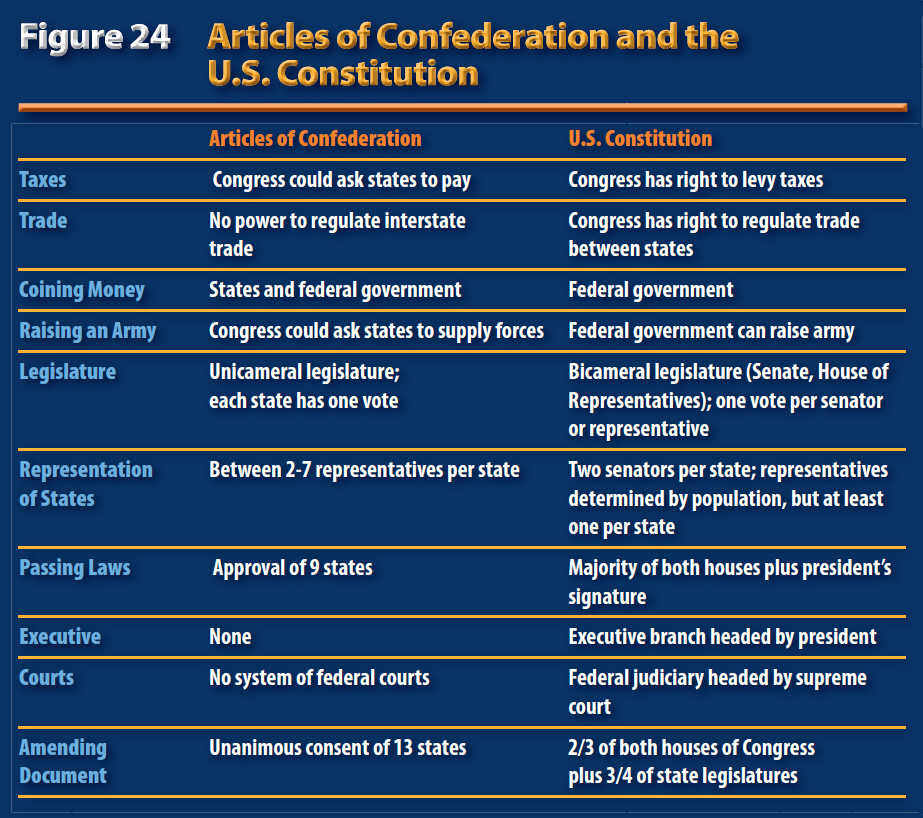 Figure 24
Articles of Confederation and the
U.S. Constitution
Articles of Confederation
U.S. Constitution
Taxes
Congress could ask states to pay
Congress has right to levy taxes
Trade
No power to regulate interstate
trade
Congress has right to regulate trade
between states
Coining Money
States and federal government
Federal government
Raising an Army
Congress could ask states to supply forces
Federal government can raise army
Legislature
Unicameral legislature;
each state has one vote
Bicameral legislature (Senate, House of
Representatives); one vote per senator
or representative
Representation
of States
Between 2-7 representatives per state
Two senators per state; representatives
determined by population, but at least
one per state
Passing Laws
Approval of 9 states
Majority of both houses plus president's
signature
Executive
None
Executive branch headed by president
Courts
No system of federal courts
Federal judiciary headed by supreme
court
Amending
Document
Unanimous consent of 13 states
2/3 of both houses of Congress
plus 3/4 of state legislatures